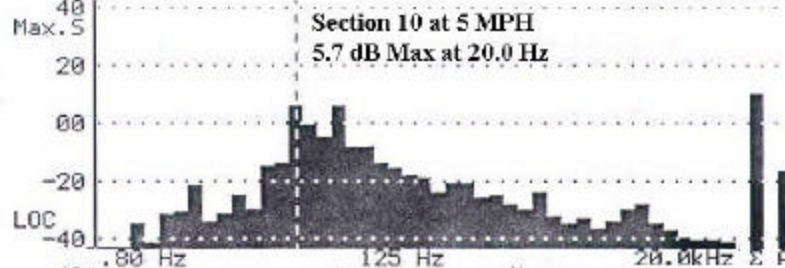 40
Max.S
Section 10 at 5 MPH
5.7 dB Max at 20.0 Hz
20
00
-20
LOC
-40
.80 Hz 125 Hz 20.0kHz Σ